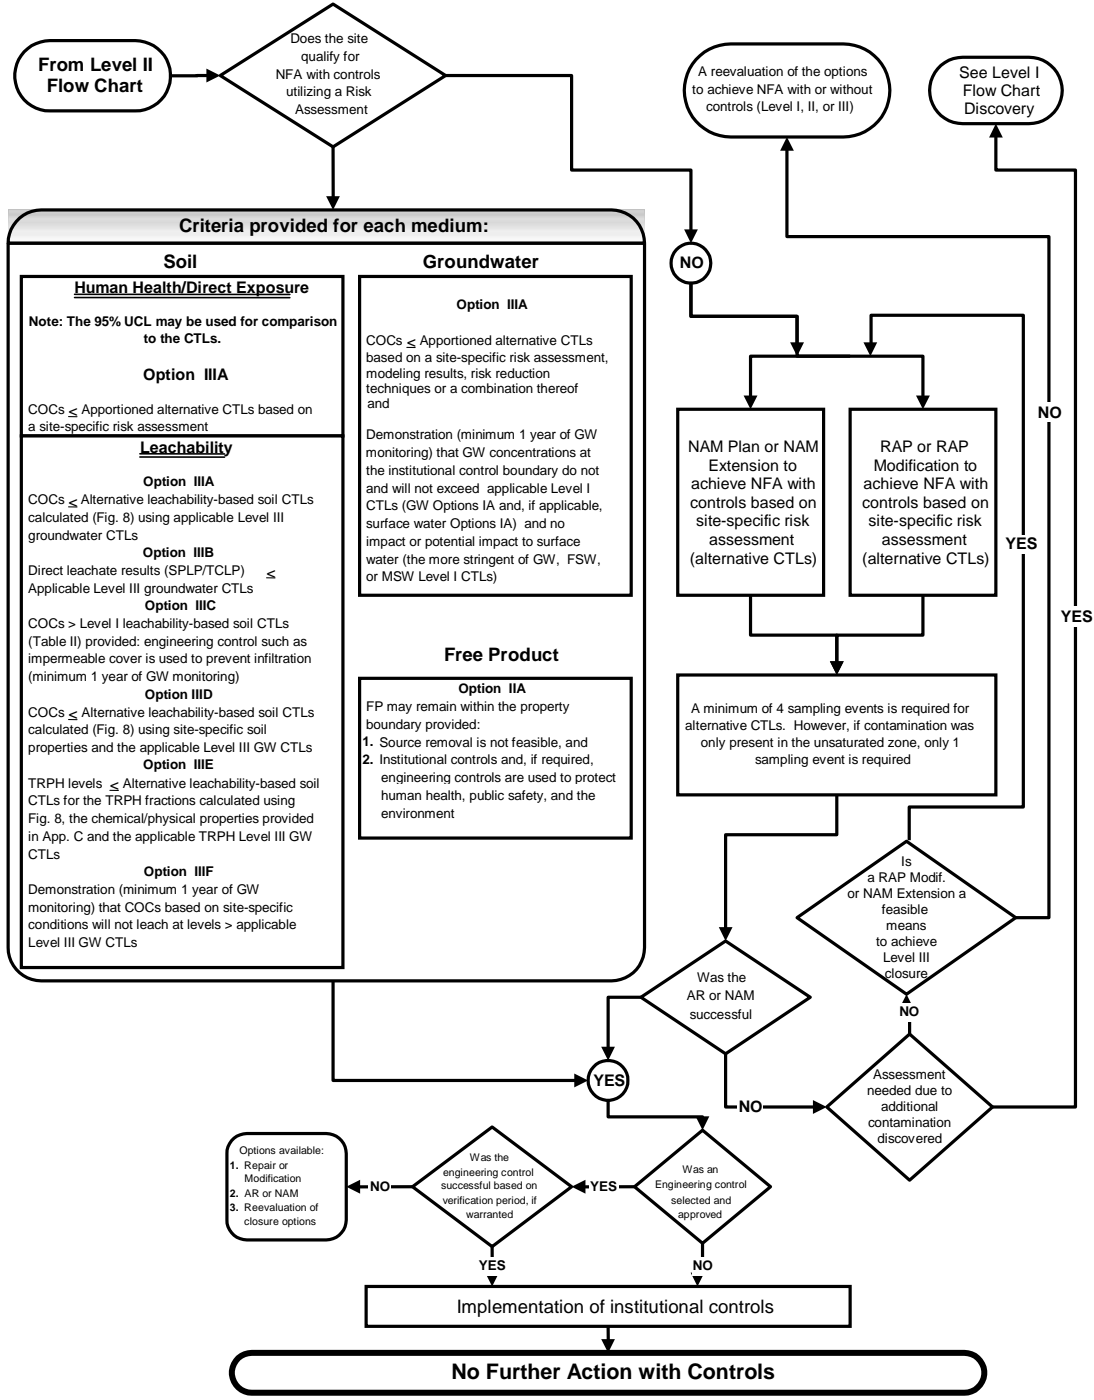 From Level II
Flow Chart
Does the site
qualify for
NFA with controls
utilizing a Risk
Assessment
A reevaluation of the options
to achieve NFA with or without
controls (Level I, II, or III)
See Level I
Flow Chart
Discovery
Criteria provided for each medium:
Soil
Human Health/Direct Exposure
Note: The 95% UCL may be used for comparison
to the CTLs.
Option IIIA
COCs ≤ Apportioned alternative CTLs based on
a site-specific risk assessment
Leachability
Option IIIA
COCs ≤ Alternative leachability-based soil CTLs
calculated (Fig. 8) using applicable Level III
groundwater CTLs
Option IIIB
Direct leachate results (SPLP/TCLP) ≤
Applicable Level III groundwater CTLs
Option IIIC
COCs > Level I leachability-based soil CTLs
(Table II) provided: engineering control such as
impermeable cover is used to prevent infiltration
(minimum 1 year of GW monitoring)
Option IIID
COCs ≤ Alternative leachability-based soil CTLs
calculated (Fig. 8) using site-specific soil
properties and the applicable Level III GW CTLs
Option IIIE
TRPH levels ≤ Alternative leachability-based soil
CTLs for the TRPH fractions calculated using
Fig. 8, the chemical/physical properties provided
in App. C and the applicable TRPH Level III GW
CTLs
Option IIIF
Demonstration (minimum 1 year of GW
monitoring) that COCs based on site-specific
conditions will not leach at levels > applicable
Level III GW CTLs
Groundwater
Option IIIA
COCs ≤ Apportioned alternative CTLs
based on a site-specific risk assessment,
modeling results, risk reduction
techniques or a combination thereof
and
Demonstration (minimum 1 year of GW
monitoring) that GW concentrations at
the institutional control boundary do not
and will not exceed applicable Level I
CTLs (GW Options IA and, if applicable,
surface water Options IA) and no
impact or potential impact to surface
water (the more stringent of GW, FSW,
or MSW Level I CTLs)
Free Product
Option IIA
FP may remain within the property
boundary provided:
1. Source removal is not feasible, and
2. Institutional controls and, if required,
engineering controls are used to protect
human health, public safety, and the
environment
NO
NAM Plan or NAM
Extension to
achieve NFA with
controls based on
site-specific risk
assessment
(alternative CTLs)
RAP or RAP
Modification to
achieve NFA with
controls based on
site-specific risk
assessment
(alternative CTLs)
NO
YES
YES
A minimum of 4 sampling events is required for
alternative CTLs. However, if contamination was
only present in the unsaturated zone, only 1
sampling event is required
Is
a RAP Modif.
or NAM Extension a
feasible
means
to achieve
Level III
closure
Was the
AR or NAM
successful
NO
YES
NO
Assessment
needed due to
additional
contamination
discovered
Options available:
1. Repair or
Modification
2. AR or NAM
3. Reevaluation of
closure options
NO
Was the
engineering control
successful based on
verification period, if
warranted
YES
Was an
Engineering control
selected and
approved
YES
NO
Implementation of institutional controls
No Further Action with Controls